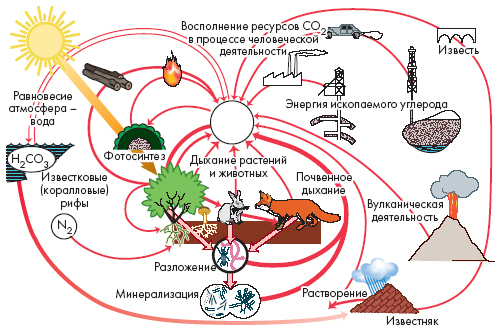 Восполнение ресурсов CO2
в процессе человеческой
деятельности
Известь
Равновесие
атмосфера –
вода
Энергия ископаемого углерода
H2CO3
Фотосинтез
Дыхание растений
и животных
Почвенное
дыхание
Известковые
(коралловые)
рифы
Вулканическая
деятельность
N2
Разложение
Минерализация
Растворение
Известняк